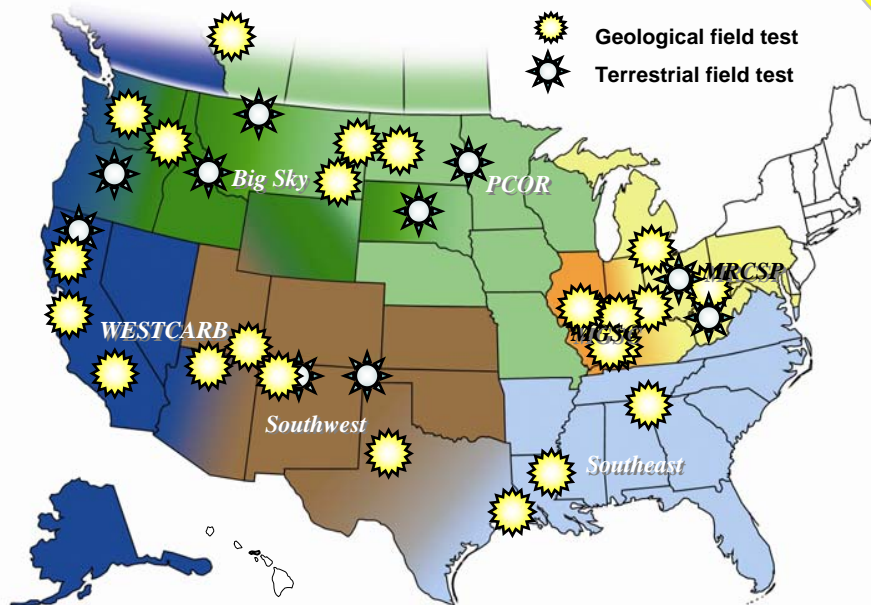 Geological field test
Terrestrial field test
Big Sky
PCOR
MRCSP
WESTCARB
MGSC
Southwest
Southeast